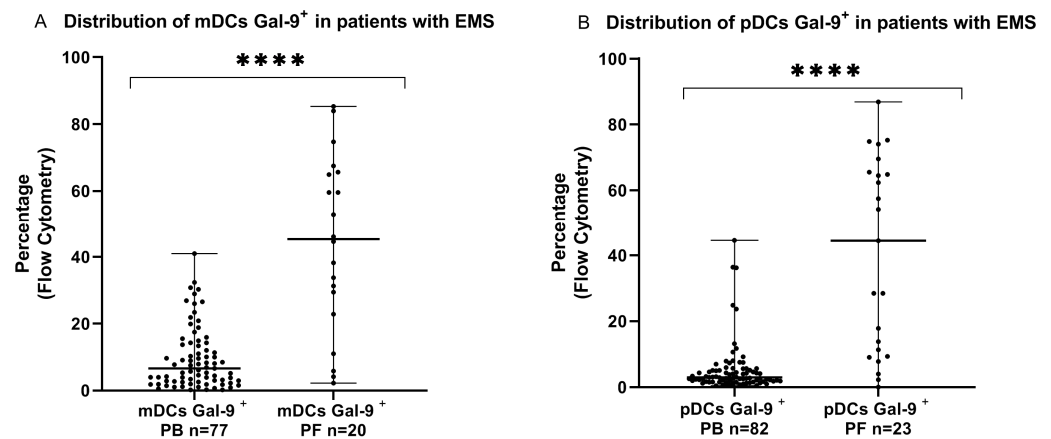 A Distribution of mDCs Gal-9+ in patients with EMS
****
100
80
60
40
20
0
Percentage
(Flow Cytometry)
mDCs Gal-9 +
PB n=77
mDCs Gal-9 +
PF n=20
B Distribution of pDCs Gal-9+ in patients with EMS
****
100
80
60
40
20
0
Percentage
(Flow Cytometry)
pDCs Gal-9 +
PB n=82
pDCs Gal-9 +
PF n=23